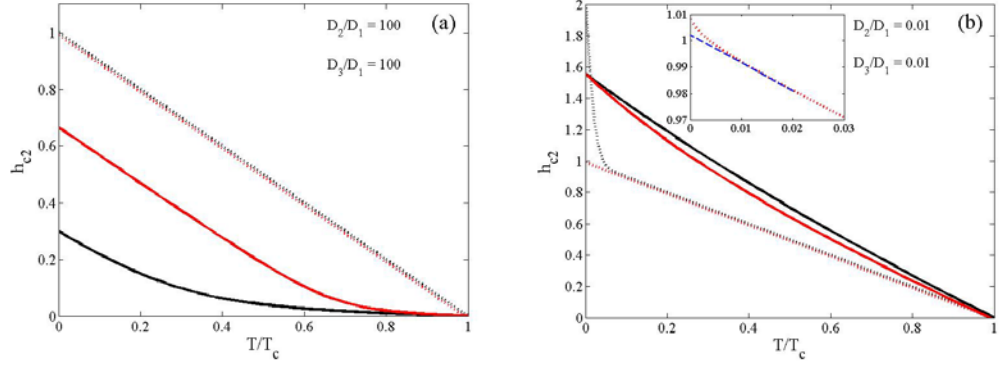 (a)
D2/D1 = 100
D3/D1 = 100
1
0.8
0.6
0.4
0.2
0
hc2
0 0.2 0.4 0.6 0.8 1
T/Tc
(b)
D2/D1 = 0.01
D3/D1 = 0.01
2
1.8
1.6
1.4
1.2
1
0.8
0.6
0.4
0.2
0
hc2
1.01
1
0.99
0.98
0.97
0 0.01 0.02 0.03
0 0.2 0.4 0.6 0.8 1
T/Tc